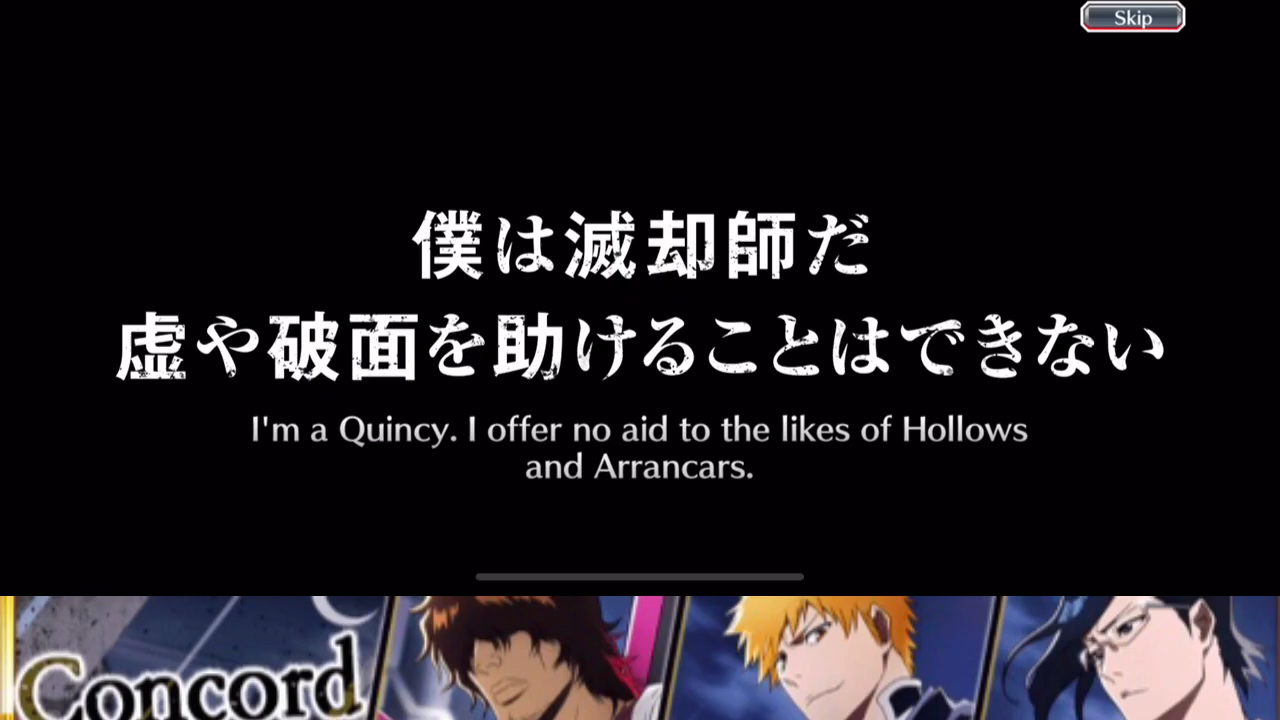 Skip
僕は滅却師だ
虚や破面を助けることはできない
I'm a Quincy. I offer no aid to the likes of Hollows
and Arrancars.
Concord